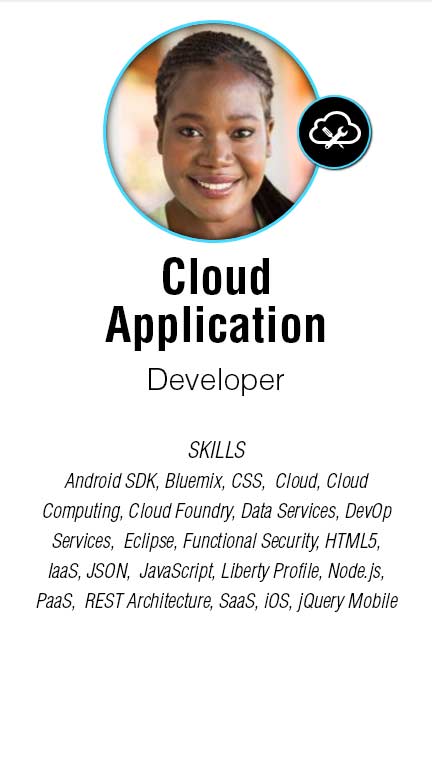 Cloud
Application
Developer
SKILLS
Android SDK, Bluemix, CSS,  Cloud, Cloud
Computing, Cloud Foundry, Data Services, DevOp
Services,  Eclipse, Functional Security, HTML5,
IaaS, JSON,  JavaScript, Liberty Profile, Node.js,
PaaS,  REST Architecture, SaaS, iOS, jQuery Mobile